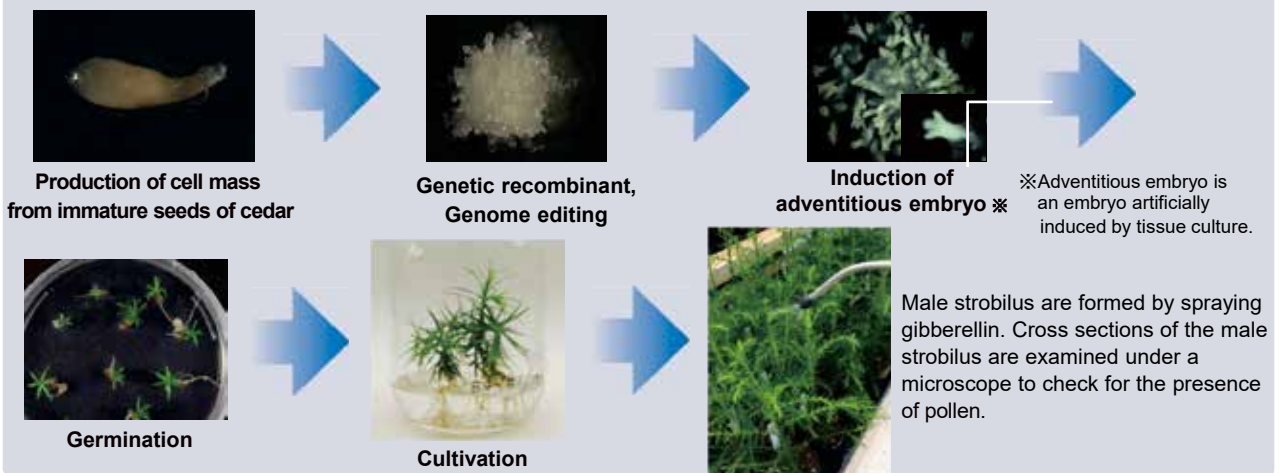 Production of cell mass
from immature seeds of cedar
Genetic recombinant,
Genome editing
Induction of
adventitious embryo ※
※Adventitious embryo is
an embryo artificially
induced by tissue culture.
Germination
Cultivation
Male strobilus are formed by spraying
gibberellin. Cross sections of the male
strobilus are examined under a
microscope to check for the presence
of pollen.